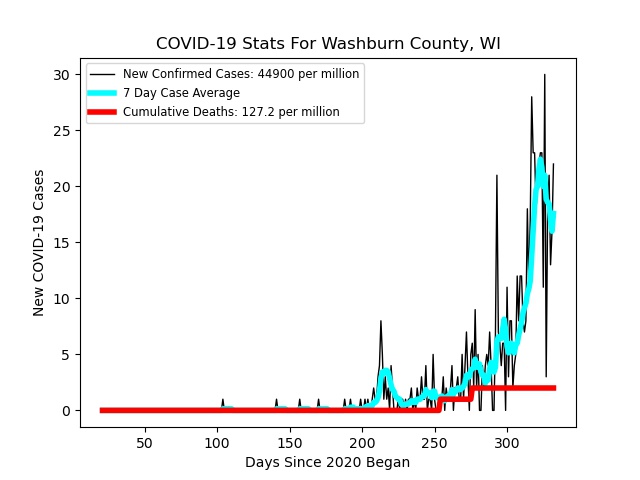 COVID-19 Stats For Washburn County, WI
New Confirmed Cases: 44900 per million
7 Day Case Average
Cumulative Deaths: 127.2 per million
New COVID-19 Cases
30
25
20
15
10
5
0
50
100
150
200
250
300
Days Since 2020 Began